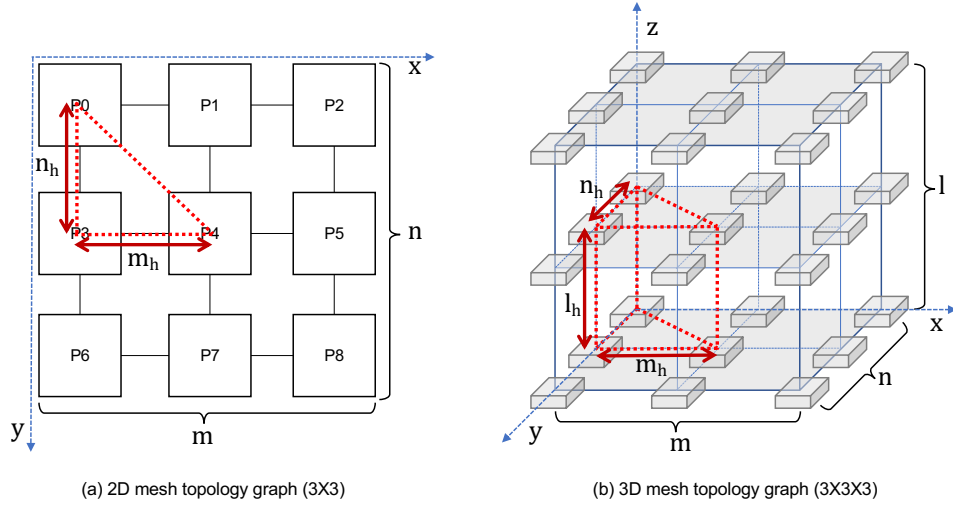 x
P0
P1
P2
n_h
P3
P4
P5
n
m_h
P6
P7
P8
y
m
(a) 2D mesh topology graph (3X3)
z
l
n_h
l_h
x
m_h
n
y
m
(b) 3D mesh topology graph (3X3X3)